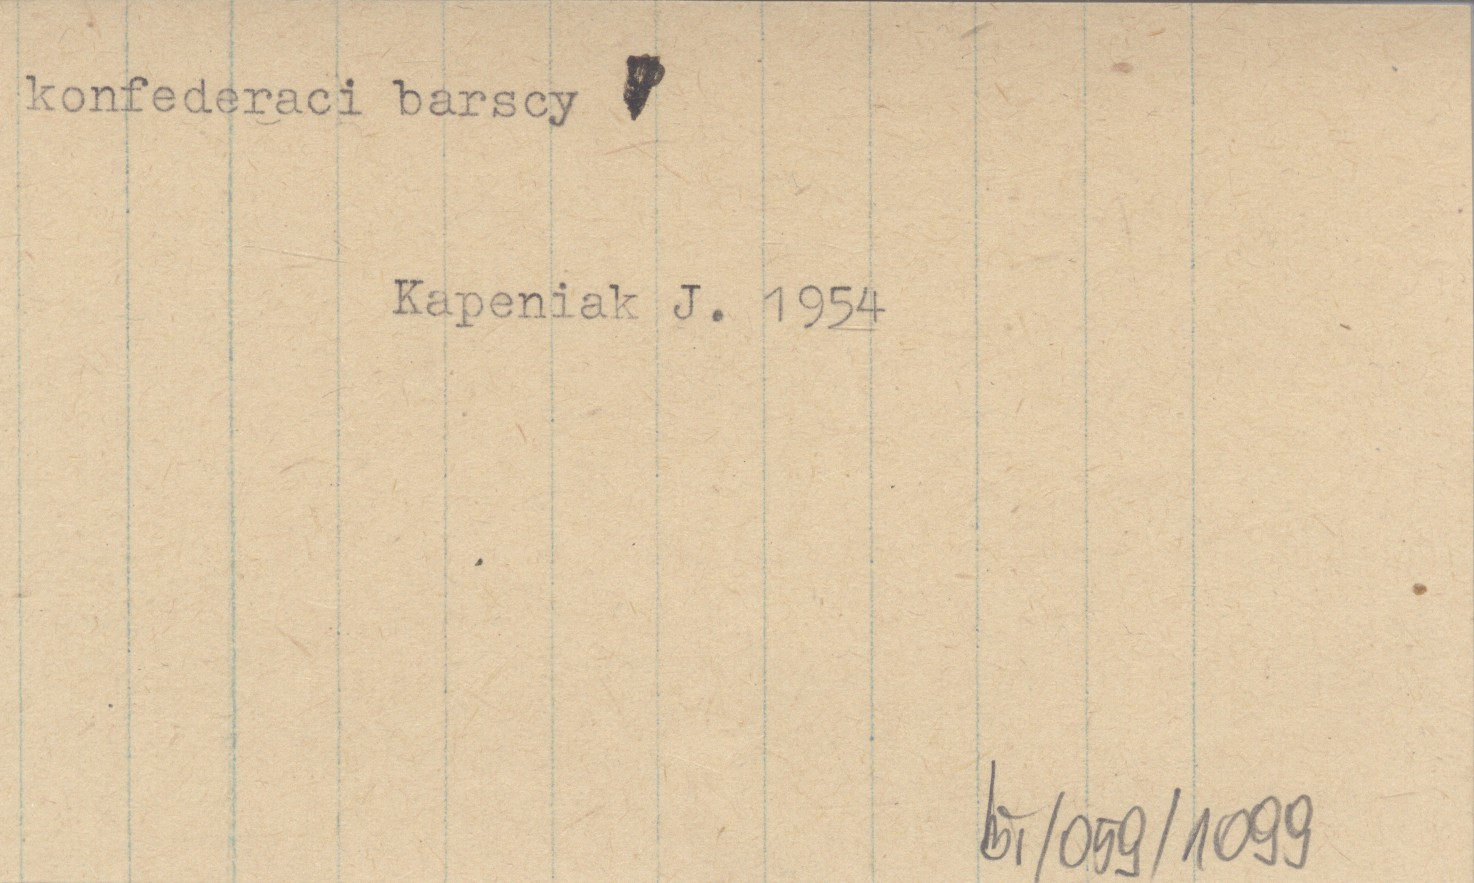 konfederaci barscy
Kapeniak J. 1954
bi/059/1099